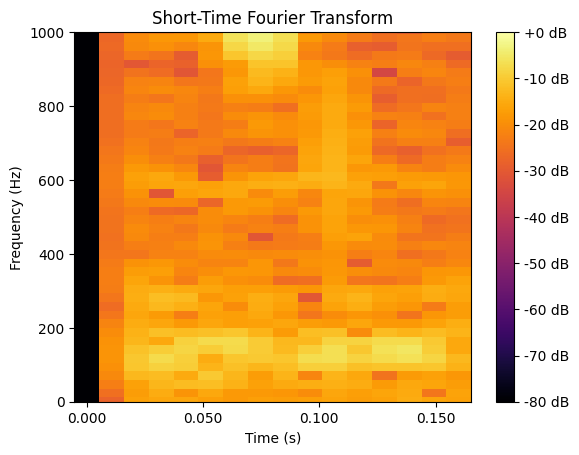 Short-Time Fourier Transform
1000
800
600
400
200
0
Frequency (Hz)
0.000
0.050
0.100
0.150
Time (s)
+0 dB
-10 dB
-20 dB
-30 dB
-40 dB
-50 dB
-60 dB
-70 dB
-80 dB